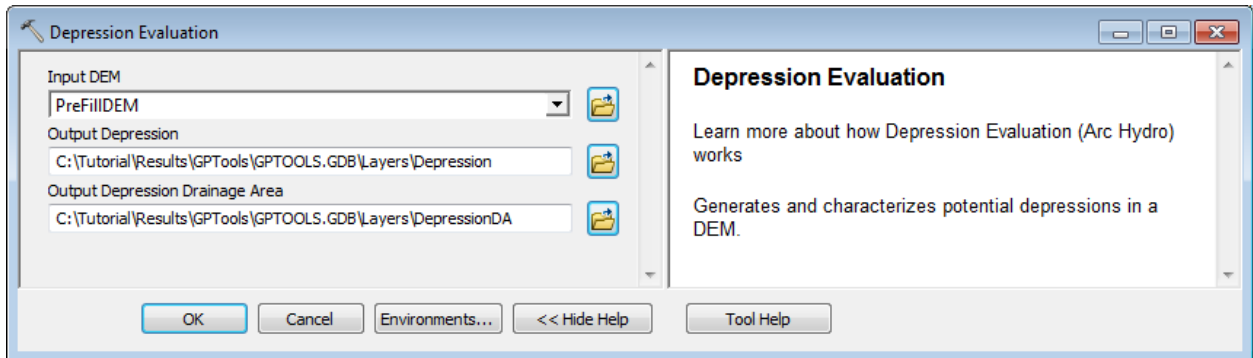 Depression Evaluation
Input DEM
PreFillDEM
Output Depression
C:\Tutorial\Results\GPTools\GPTOOLS.GDB\Layers\Depression
Output Depression Drainage Area
C:\Tutorial\Results\GPTools\GPTOOLS.GDB\Layers\DepressionDA
Depression Evaluation
Learn more about how Depression Evaluation (Arc Hydro)
works
Generates and characterizes potential depressions in a
DEM.
OK
Cancel
Environments...
<< Hide Help
Tool Help